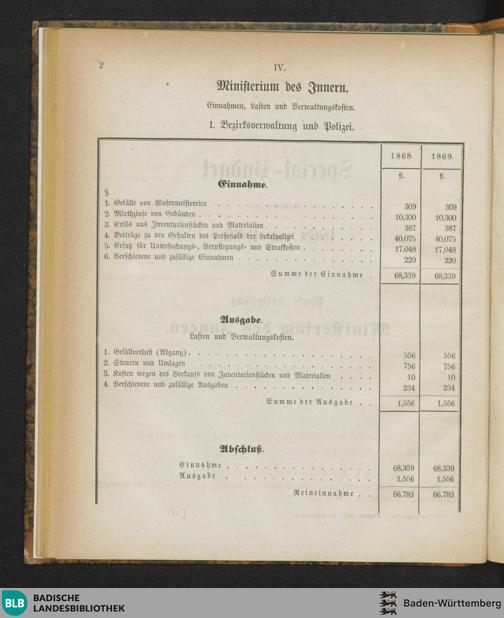 2
IV.
Ministerium des Innern.
Einnahmen, Lasten und Verwaltungskosten.
I. Bezirksverwaltung und Polizei.
1868. 1869.
fl. fl.
Einnahme.
§.
1. Gefälle von Wasenmeistereien 309 309
2. Miethzinse von Gebäuden 10,300 10,300
3. Erlös aus Inventarienstücken und Materialien 387 387
4. Beiträge zu den Gehalten des Personals der Lokalpolizei 40,075 40,075
5. Ersatz für Untersuchungs-, Verpflegungs- und Strafkosten 17,048 17,048
6. Verschiedene und zufällige Einnahmen 220 220
Summe der Einnahme 68,339 68,339
Ausgabe.
Lasten und Verwaltungskosten.
1. Gefällverlust (Abgang) 556 556
2. Steuern und Umlagen 756 756
3. Kosten wegen des Verkaufs von Inventarienstücken und Materialien 10 10
4. Verschiedene und zufällige Ausgaben 234 234
Summe der Ausgabe 1,556 1,556
Abschluß.
Einnahme 68,339 68,339
Ausgabe 1,556 1,556
Reineinnahme 66,783 66,783
BLB BADISCHE
LANDESBIBLIOTHEK
Baden-Württemberg